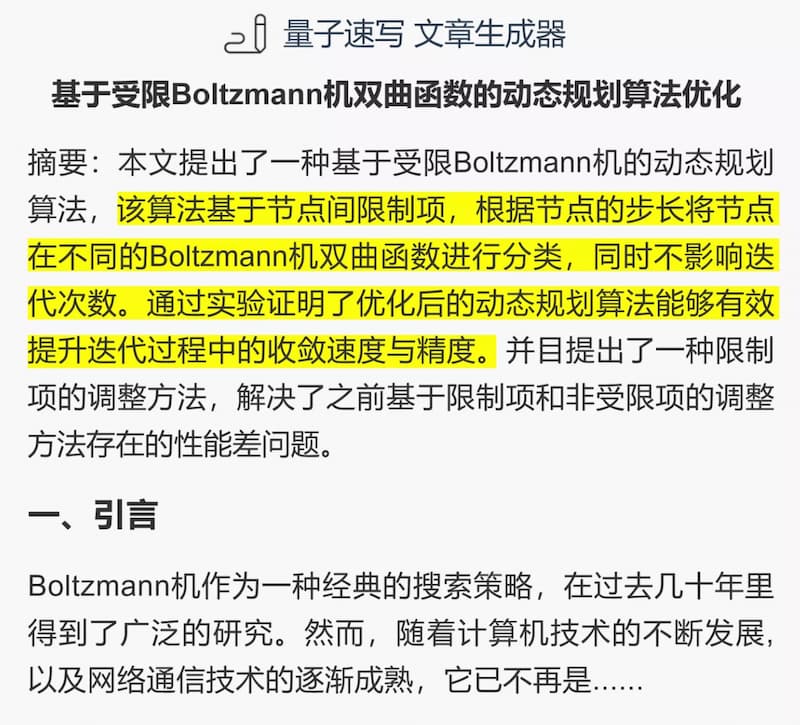 量子速写 文章生成器
基于受限Boltzmann机双曲函数的动态规划算法优化
摘要：本文提出了一种基于受限Boltzmann机的动态规划
算法，该算法基于节点间限制项，根据节点的步长将节点
在不同的Boltzmann机双曲函数进行分类，同时不影响迭
代次数。通过实验证明了优化后的动态规划算法能够有效
提升迭代过程中的收敛速度与精度。并目提出了一种限制
项的调整方法，解决了之前基于限制项和非受限项的调整
方法存在的性能差问题。
一、引言
Boltzmann机作为一种经典的搜索策略，在过去几十年里
得到了广泛的研究。然而，随着计算机技术的不断发展，
以及网络通信技术的逐渐成熟，它已不再是......